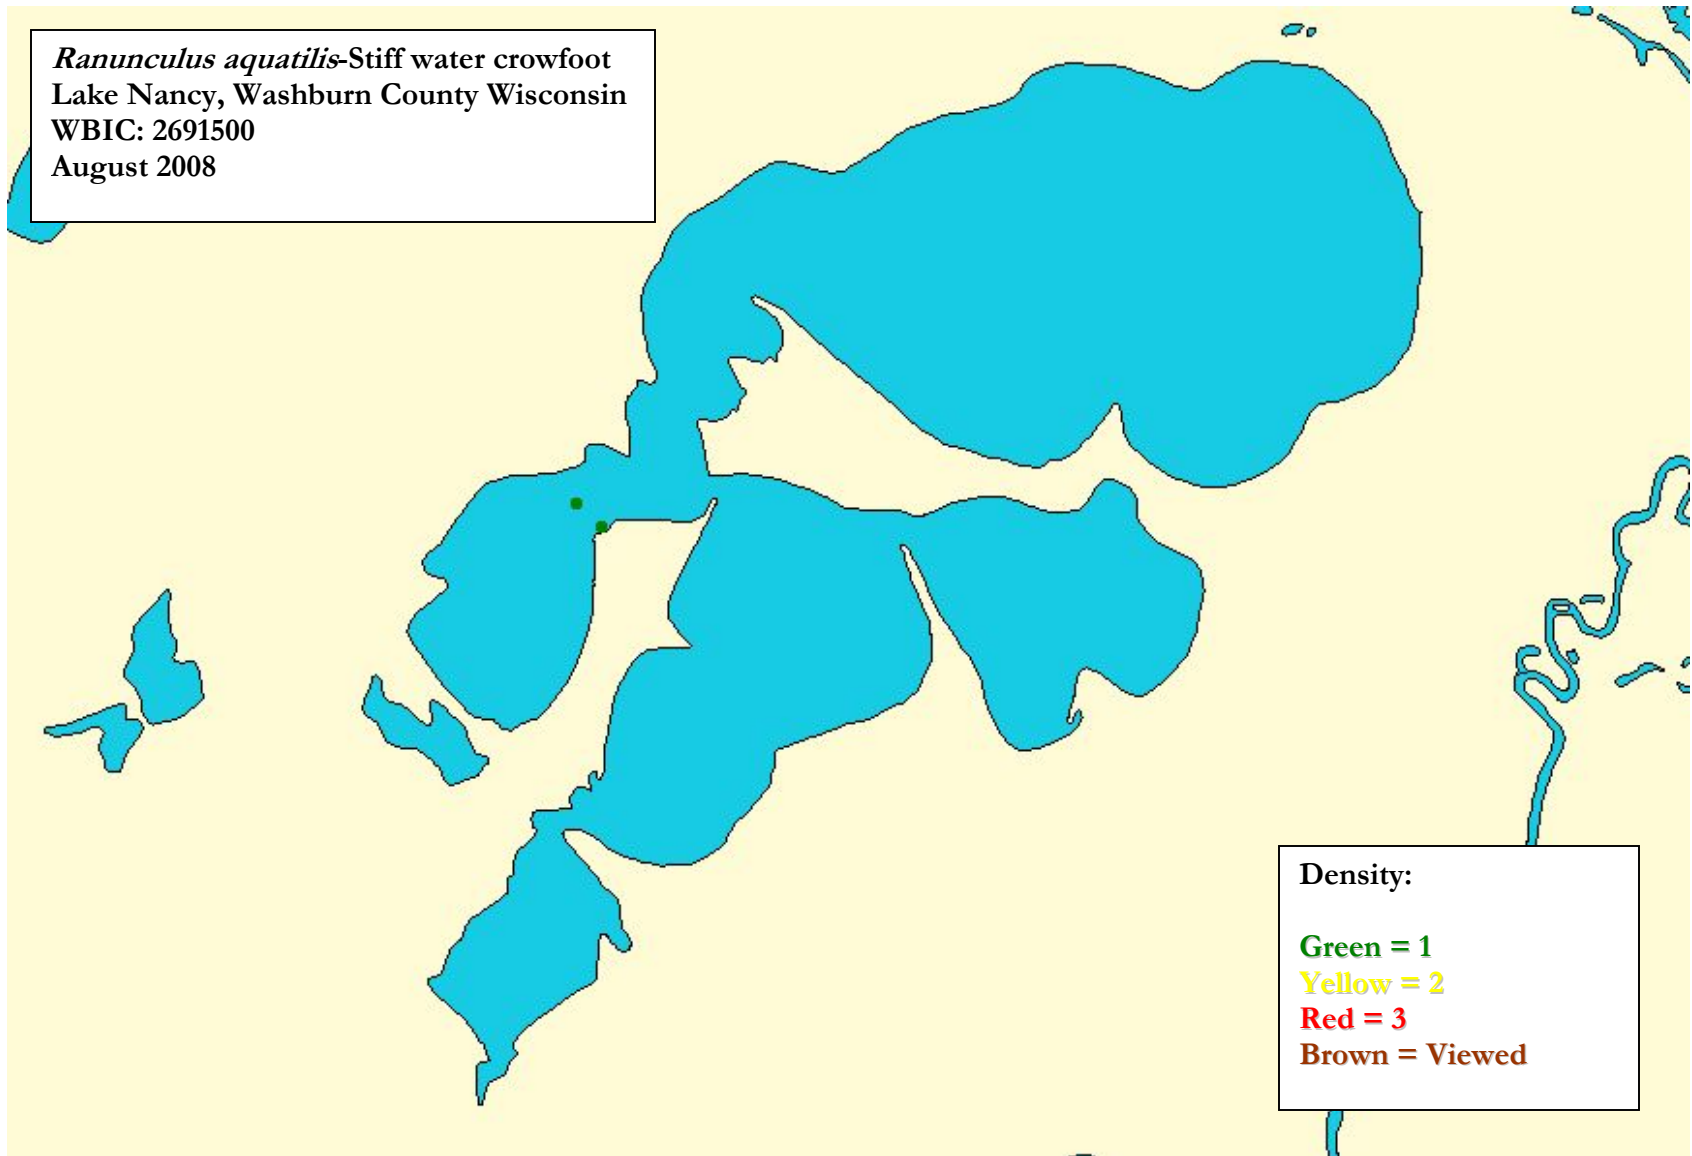 Ranunculus aquatilis-Stiff water crowfoot
Lake Nancy, Washburn County Wisconsin
WBIC: 2691500
August 2008
Density:
Green = 1
Yellow = 2
Red = 3
Brown = Viewed